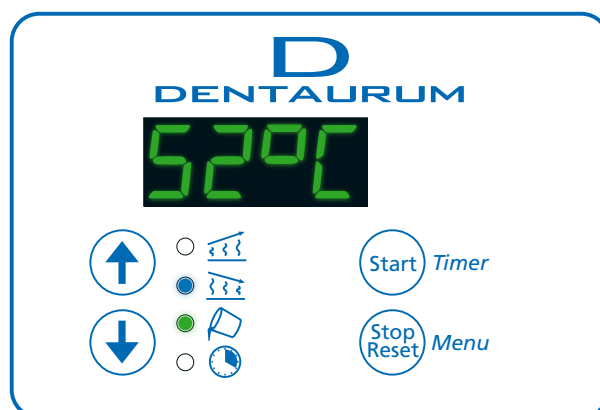 D
DENTAURUM
52°C
Start Timer
Stop
Reset Menu